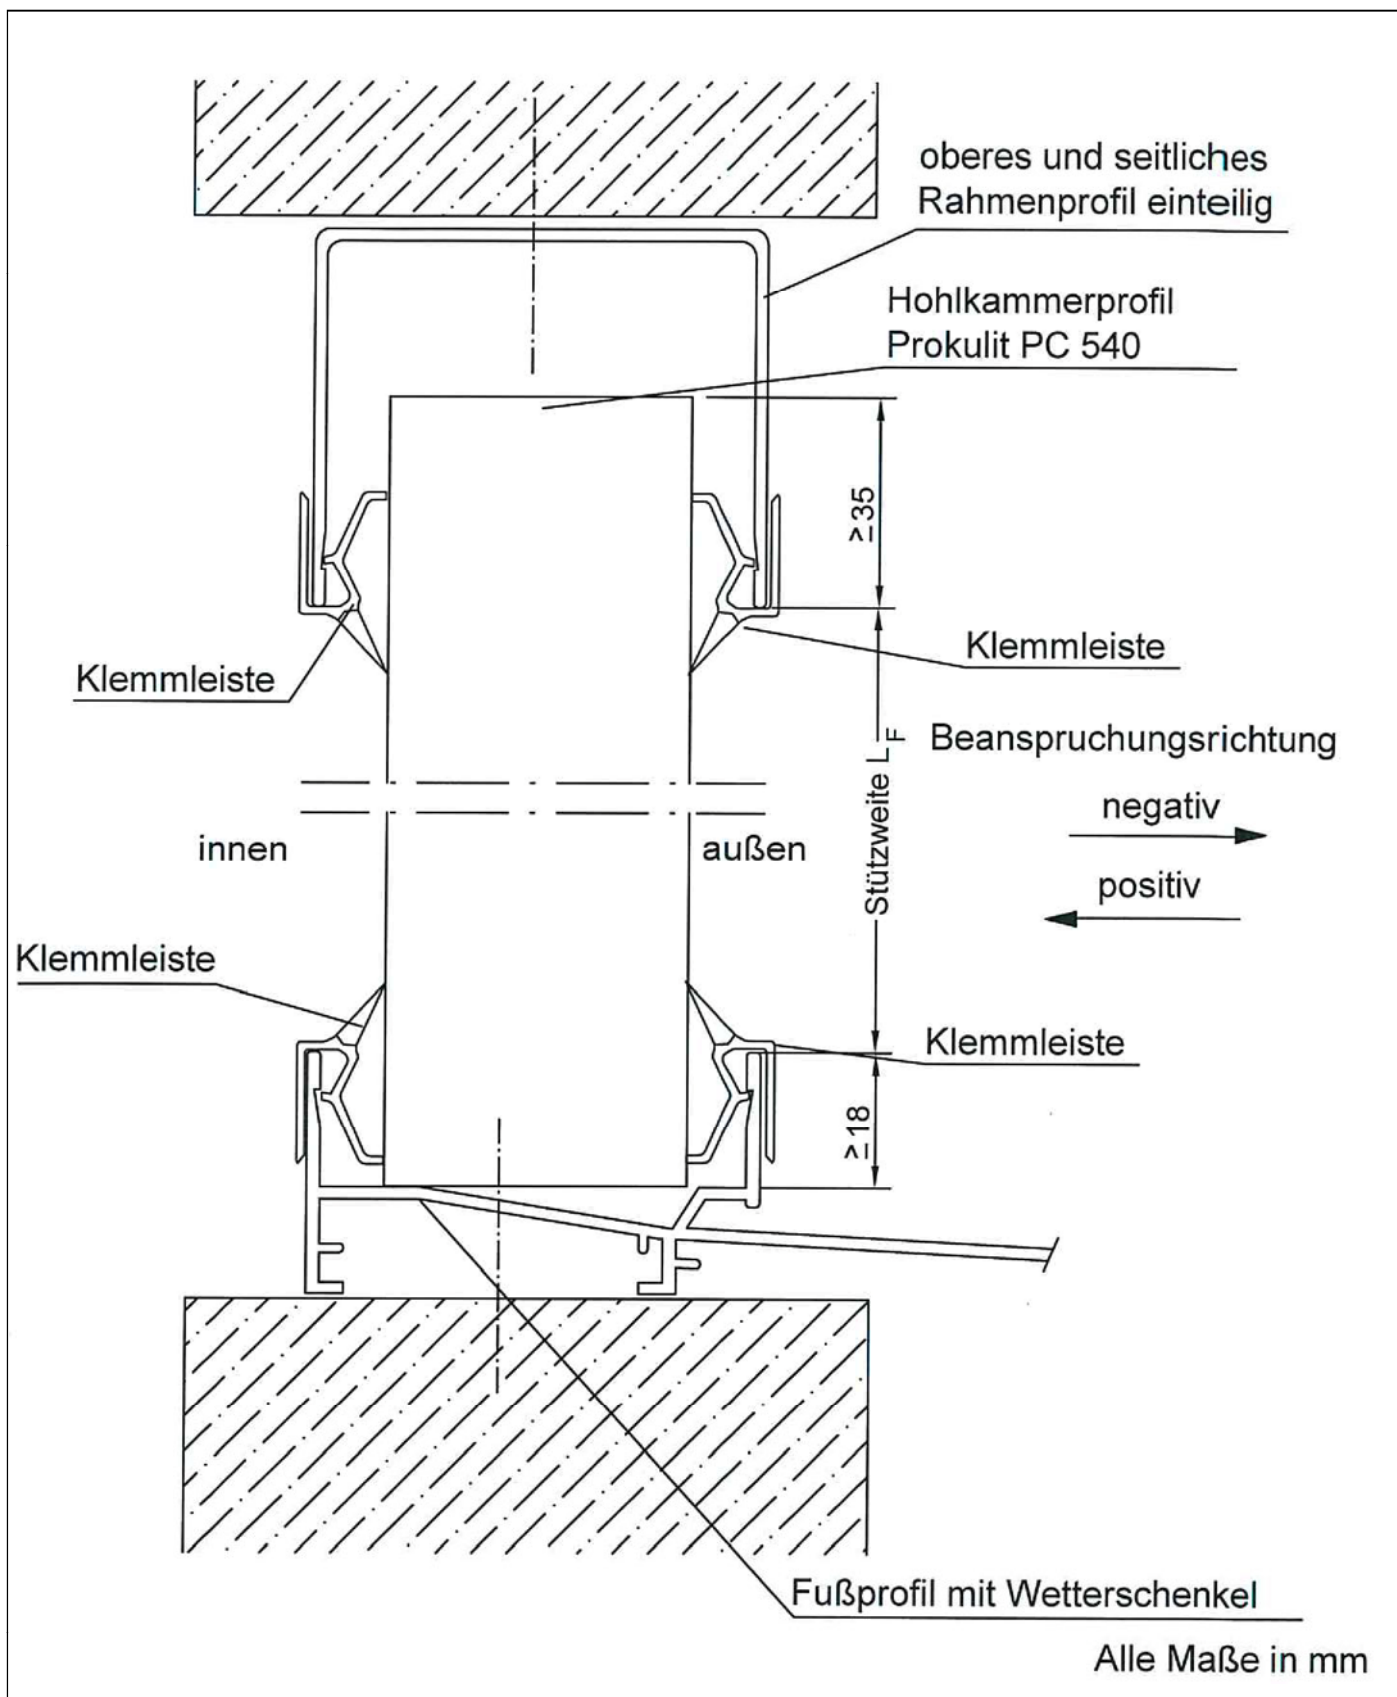 oberes und seitliches
Rahmenprofil einteilig
Hohlkammerprofil
Prokulit PC 540
≥35
Klemmleiste
Klemmleiste
Stützweite L_F
Beanspruchungsrichtung
negativ
innen
außen
positiv
Klemmleiste
Klemmleiste
≥18
Fußprofil mit Wetterschenkel
Alle Maße in mm